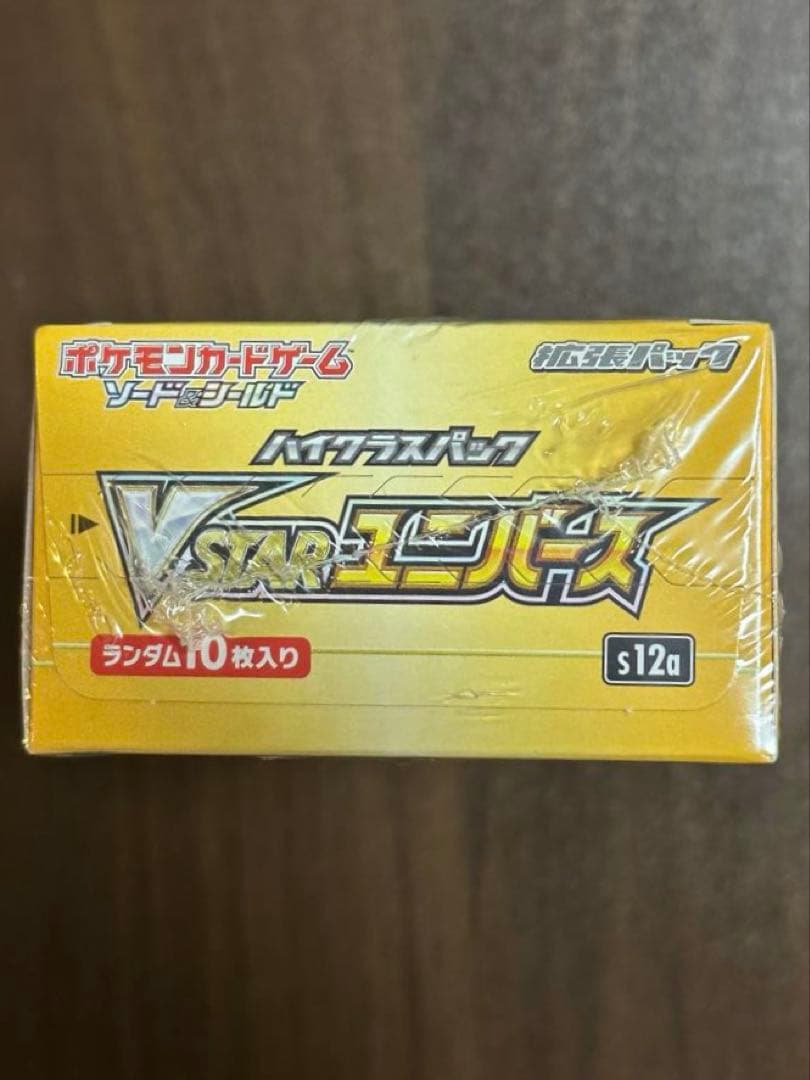 ポケモンカードゲーム™
ソード&シールド
拡張パック
ハイクラスパック
VSTARユニバース
ランダム10枚入り
s12a